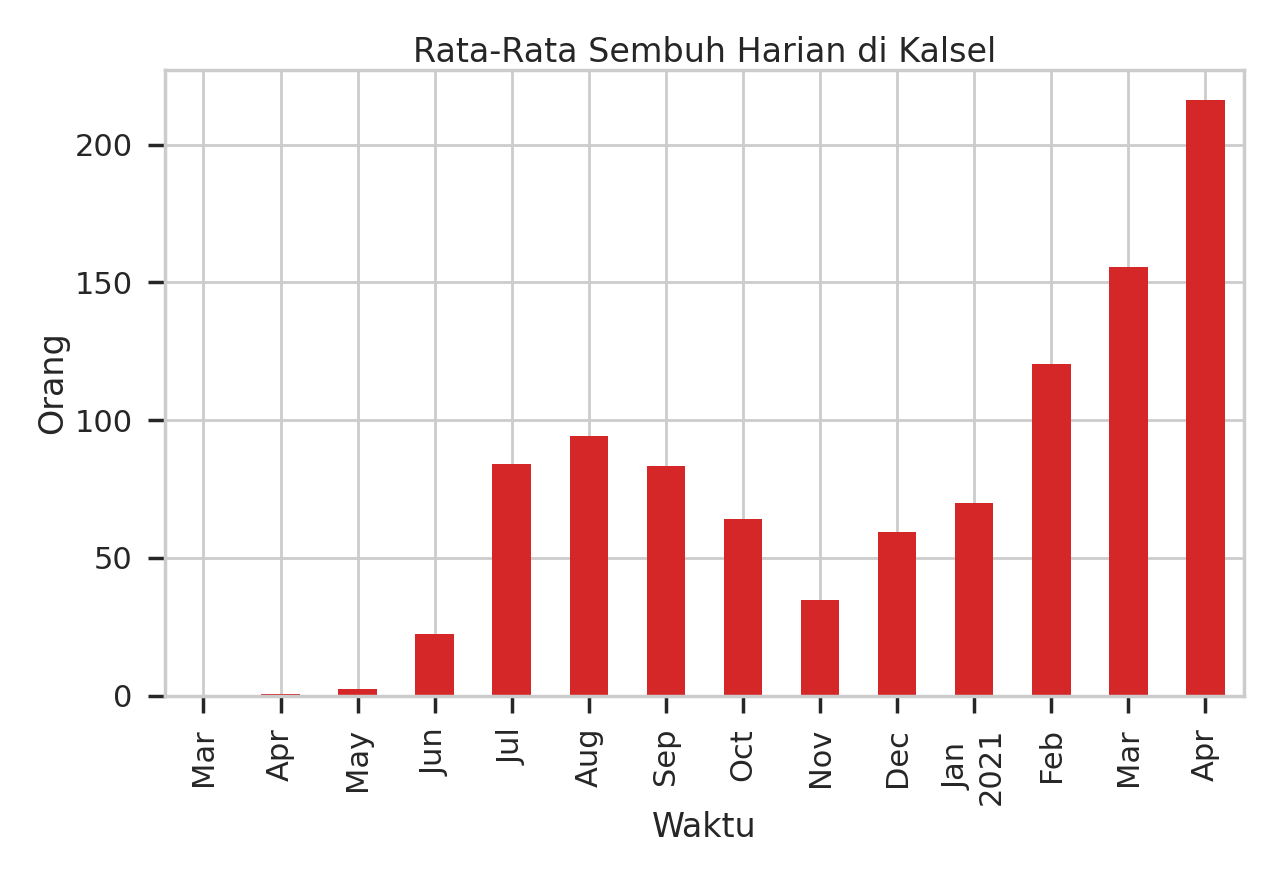 Rata-Rata Sembuh Harian di Kalsel
Orang
200
150
100
50
0
Mar
Apr
May
Jun
Jul
Aug
Sep
Oct
Nov
Dec
Jan
2021
Feb
Mar
Apr
Waktu